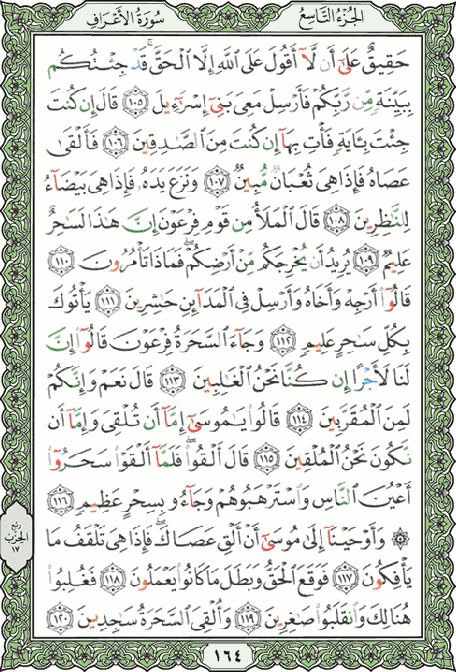 الجزء التاسع
سورة الأعراف
حَقِيقٌ عَلَىٰٓ أَن لَّآ أَقُولَ عَلَى ٱللَّهِ إِلَّا ٱلْحَقَّۚ قَدْ جِئْتُكُم
بِبَيِّنَةٍ مِّن رَّبِّكُمْ فَأَرْسِلْ مَعِىَ بَنِىٓ إِسْرَٰٓءِيلَ ١٠٥ قَالَ إِن كُنتَ
جِئْتَ بِـَٔايَةٍ فَأْتِ بِهَآ إِن كُنتَ مِنَ ٱلصَّـٰدِقِينَ ١٠٦ فَأَلْقَىٰ
عَصَاهُ فَإِذَا هِىَ ثُعْبَانٌ مُّبِينٌ ١٠٧ وَنَزَعَ يَدَهُۥ فَإِذَا هِىَ بَيْضَآءُ
لِلنَّـٰظِرِينَ ١٠٨ قَالَ ٱلْمَلَأُ مِن قَوْمِ فِرْعَوْنَ إِنَّ هَـٰذَا لَسَـٰحِرٌ
عَلِيمٌ ١٠٩ يُرِيدُ أَن يُخْرِجَكُم مِّنْ أَرْضِكُمْۖ فَمَاذَا تَأْمُرُونَ ١١٠
قَالُوٓا۟ أَرْجِهْ وَأَخَاهُ وَأَرْسِلْ فِى ٱلْمَدَآئِنِ حَـٰشِرِينَ ١١١ يَأْتُوكَ
بِكُلِّ سَـٰحِرٍ عَلِيمٍ ١١٢ وَجَآءَ ٱلسَّحَرَةُ فِرْعَوْنَ قَالُوٓا۟ إِنَّ
لَنَا لَأَجْرًا إِن كُنَّا نَحْنُ ٱلْغَـٰلِبِينَ ١١٣ قَالَ نَعَمْ وَإِنَّكُمْ
لَمِنَ ٱلْمُقَرَّبِينَ ١١٤ قَالُوا۟ يَـٰمُوسَىٰٓ إِمَّآ أَن تُلْقِىَ وَإِمَّآ أَن
نَّكُونَ نَحْنُ ٱلْمُلْقِينَ ١١٥ قَالَ أَلْقُوا۟ۖ فَلَمَّآ أَلْقَوْا۟ سَحَرُوٓا۟
أَعْيُنَ ٱلنَّاسِ وَٱسْتَرْهَبُوهُمْ وَجَآءُو بِسِحْرٍ عَظِيمٍ ١١٦
۞ وَأَوْحَيْنَآ إِلَىٰ مُوسَىٰٓ أَنْ أَلْقِ عَصَاكَۖ فَإِذَا هِىَ تَلْقَفُ مَا
يَأْفِكُونَ ١١٧ فَوَقَعَ ٱلْحَقُّ وَبَطَلَ مَا كَانُوا۟ يَعْمَلُونَ ١١٨ فَغُلِبُوا۟
هُنَالِكَ وَٱنقَلَبُوا۟ صَـٰغِرِينَ ١١٩ وَأُلْقِىَ ٱلسَّحَرَةُ سَـٰجِدِينَ ١٢٠
ربع
الحزب
١٧
١٦٤